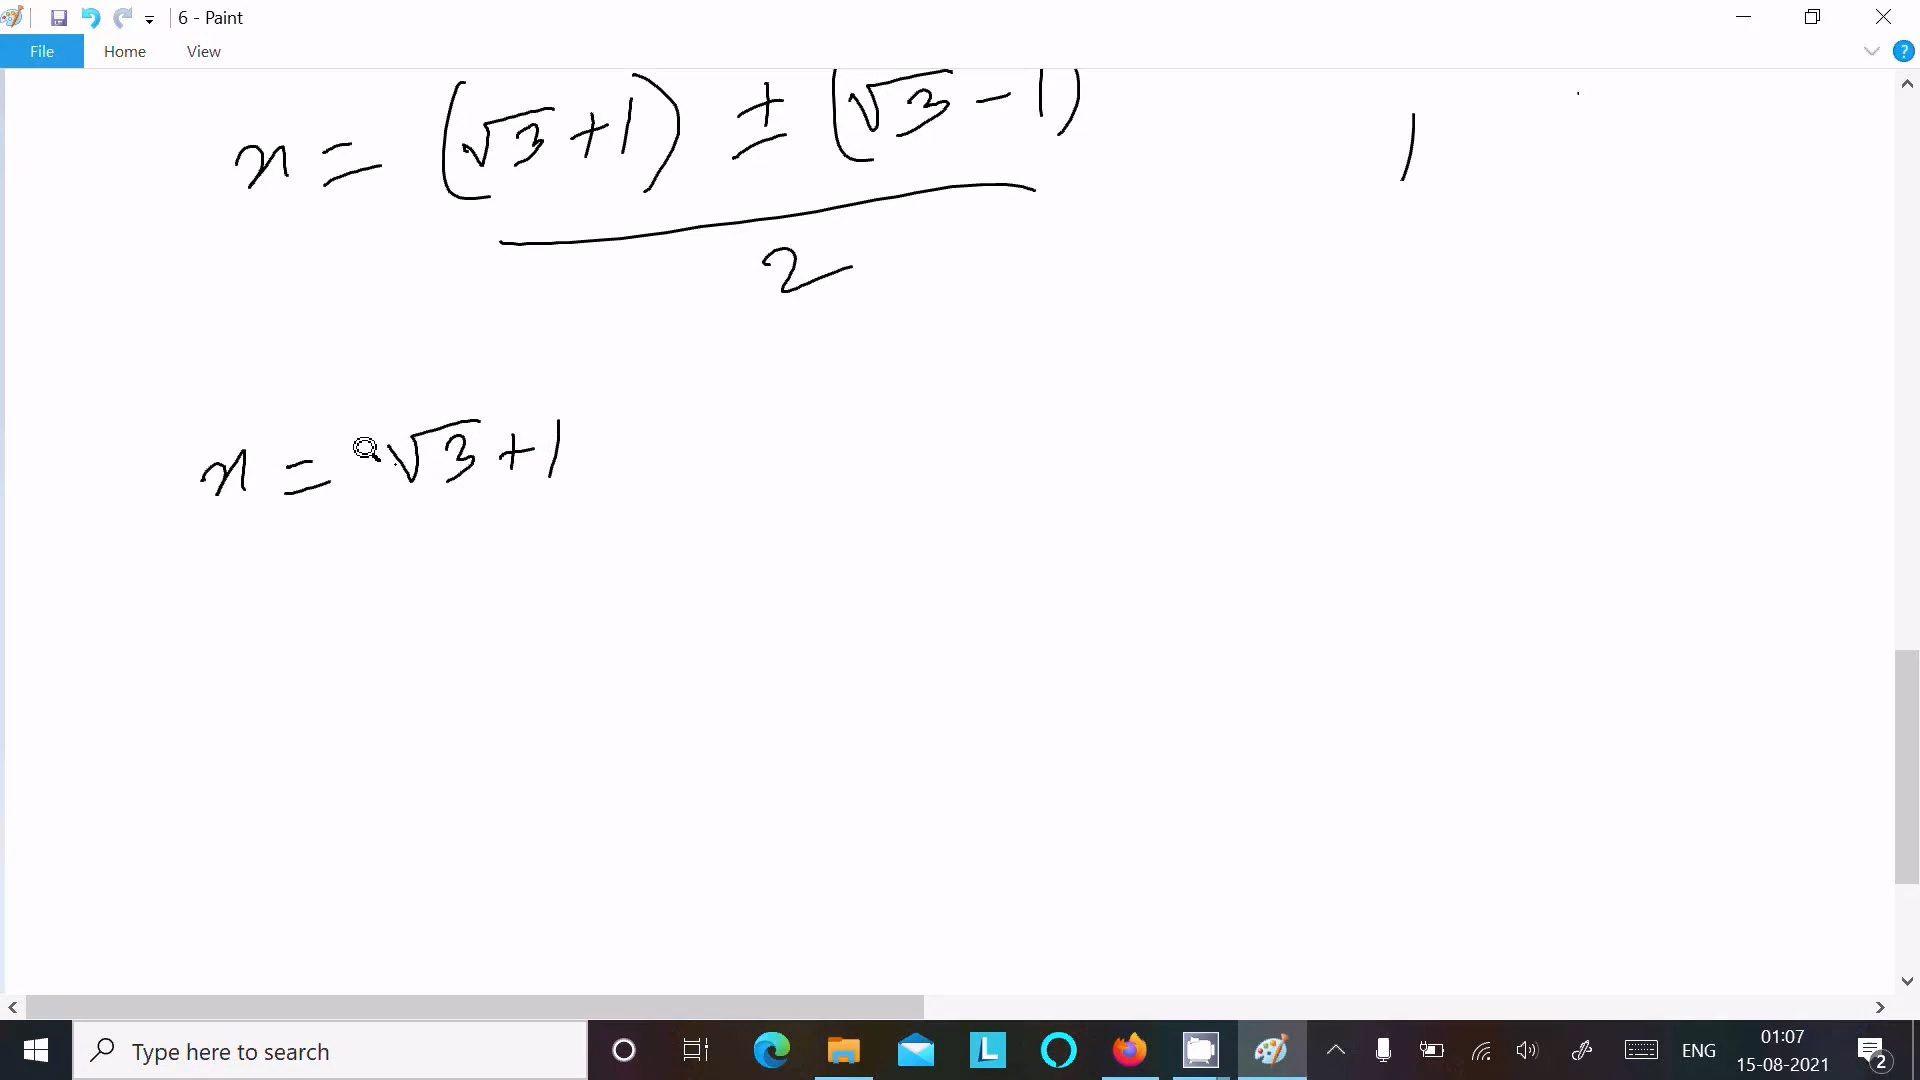 6 - Paint
File Home View
x = (√3 + 1) ± (√3 - 1)
2
x = √3 + 1
Type here to search
ENG
01:07
15-08-2021
2